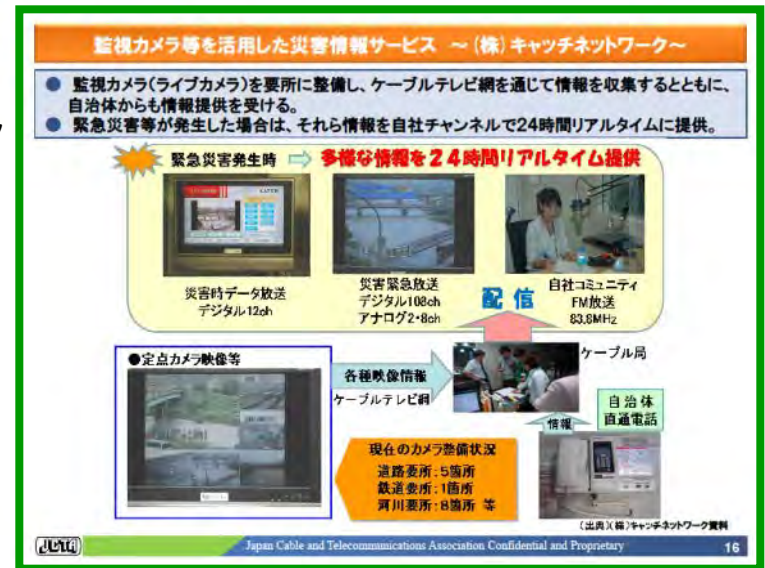 監視カメラ等を活用した災害情報サービス ~(株)キャッチネットワーク~
● 監視カメラ(ライブカメラ)を要所に整備し、ケーブルテレビ網を通じて情報を収集するとともに、
自治体からも情報提供を受ける。
● 緊急災害等が発生した場合は、それら情報を自社チャンネルで24時間リアルタイムに提供。
緊急災害発生時 ⇨ 多様な情報を24時間リアルタイム提供
災害時データ放送
デジタル12ch
災害緊急放送
デジタル108ch
アナログ2・8ch
自社コミュニティ
FM放送
83.8MHz
配信
●定点カメラ映像等
各種映像情報
ケーブルテレビ網
ケーブル局
自治体
直通電話
情報
現在のカメラ整備状況
道路要所:5箇所
鉄道要所:1箇所
河川要所:8箇所 等
(出典)(株)キャッチネットワーク資料
JCTA
Japan Cable and Telecommunications Association Confidential and Proprietary
16